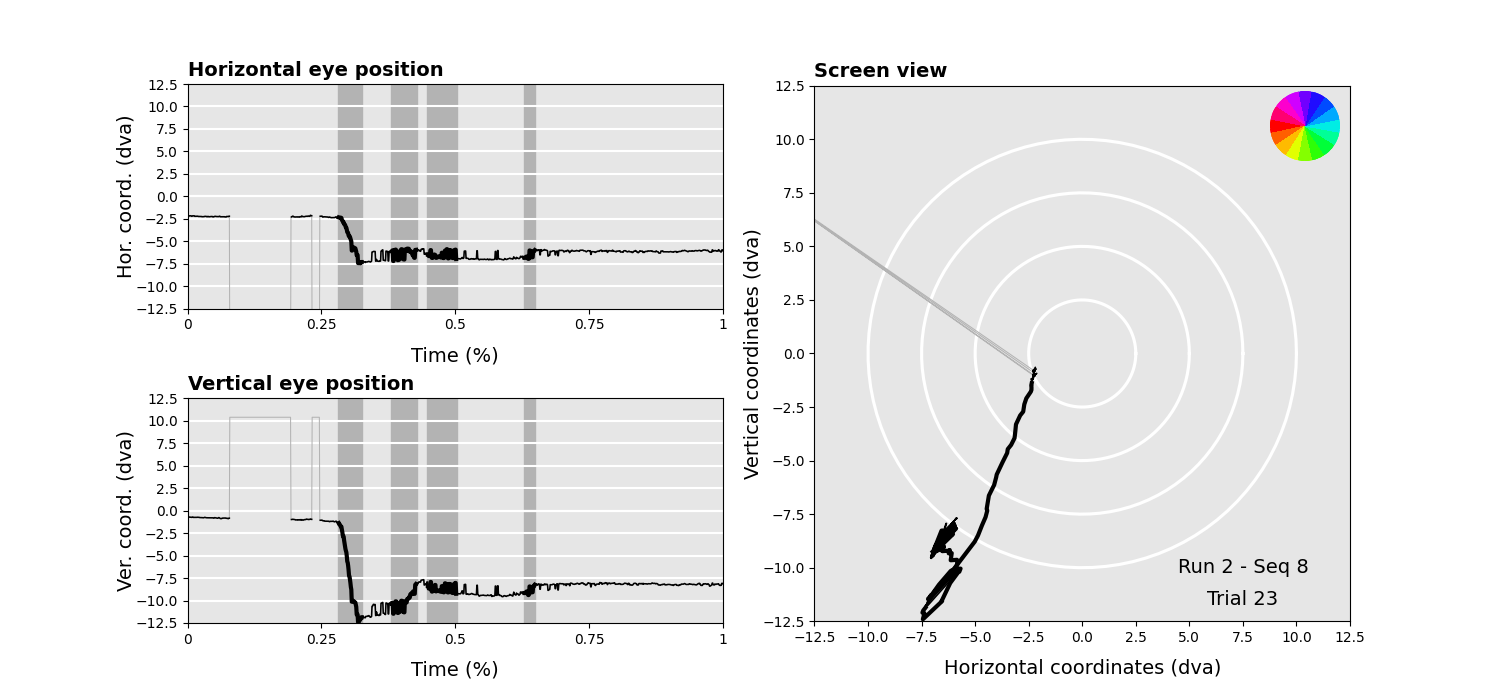 Horizontal eye position
12.5
10.0
7.5
5.0
2.5
0.0
−2.5
−5.0
−7.5
−10.0
−12.5
Hor. coord. (dva)
0 0.25 0.5 0.75 1
Time (%)
Vertical eye position
12.5
10.0
7.5
5.0
2.5
0.0
−2.5
−5.0
−7.5
−10.0
−12.5
Ver. coord. (dva)
0 0.25 0.5 0.75 1
Time (%)
Screen view
12.5
10.0
7.5
5.0
2.5
0.0
−2.5
−5.0
−7.5
−10.0
−12.5
Vertical coordinates (dva)
Run 2 - Seq 8
Trial 23
−12.5 −10.0 −7.5 −5.0 −2.5 0.0 2.5 5.0 7.5 10.0 12.5
Horizontal coordinates (dva)